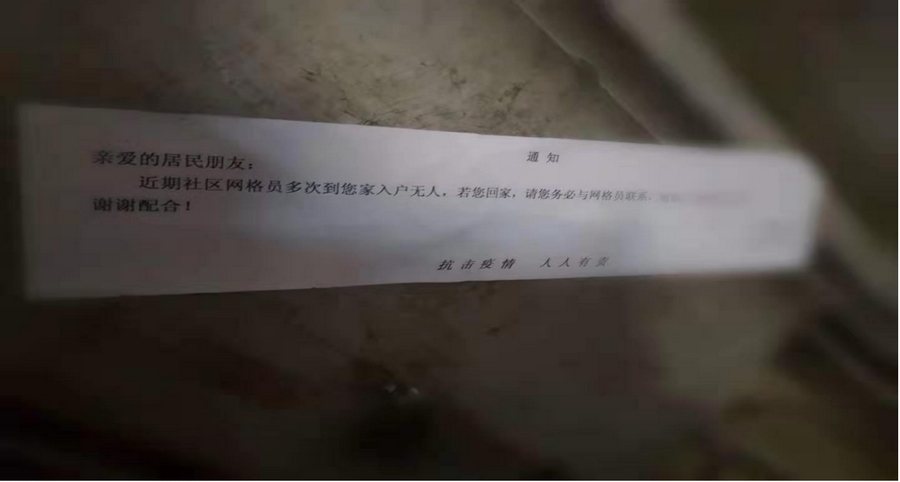 通知
亲爱的居民朋友：
近期社区网格员多次到您家入户无人，若您回家，请您务必与网格员联系，
谢谢配合！
抗击疫情 人人有责